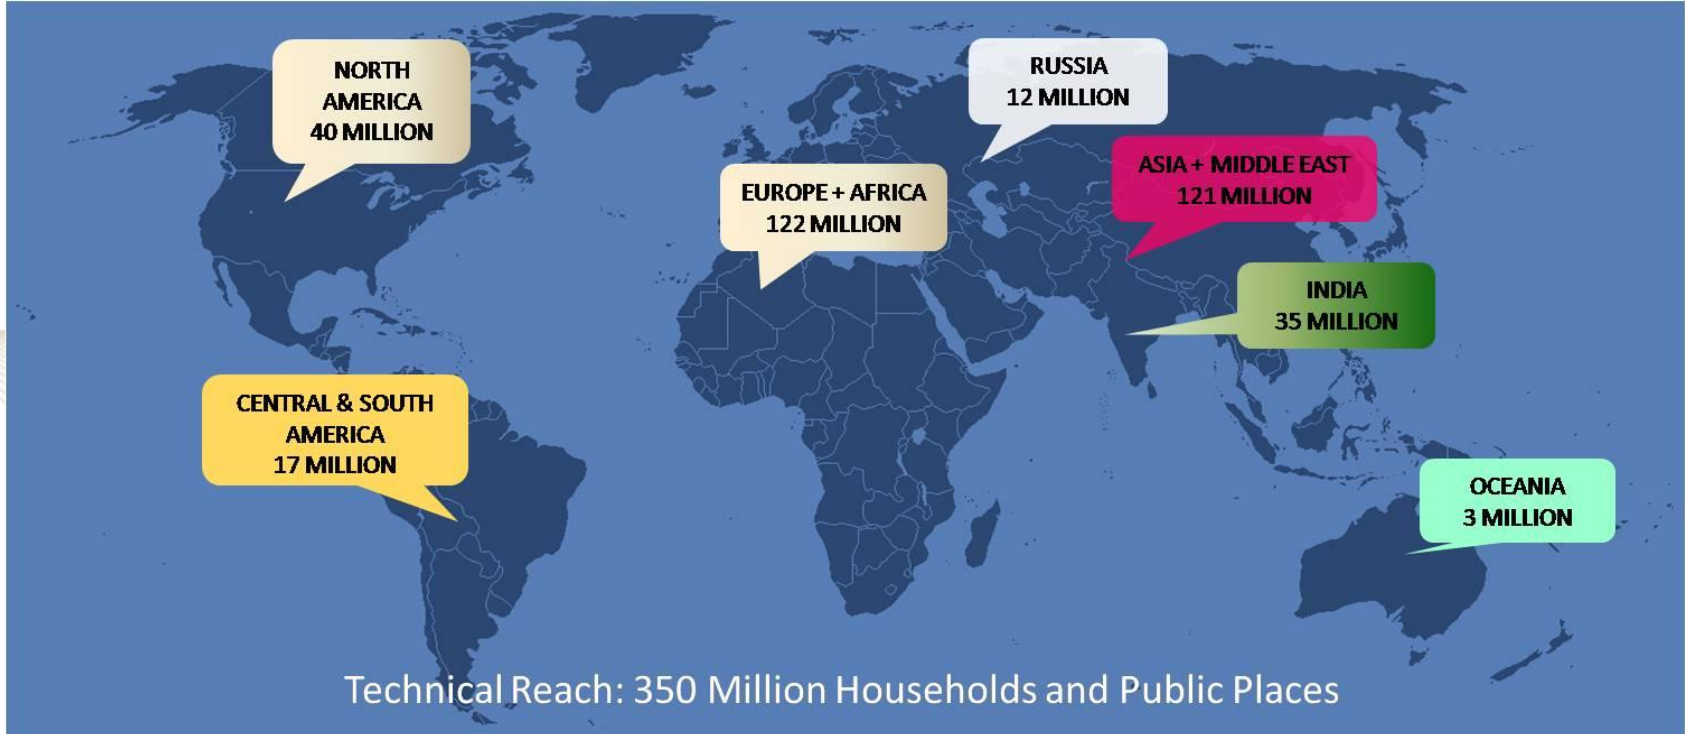 NORTH
AMERICA
40 MILLION
RUSSIA
12 MILLION
ASIA + MIDDLE EAST
121 MILLION
EUROPE + AFRICA
122 MILLION
INDIA
35 MILLION
CENTRAL & SOUTH
AMERICA
17 MILLION
OCEANIA
3 MILLION
Technical Reach: 350 Million Households and Public Places